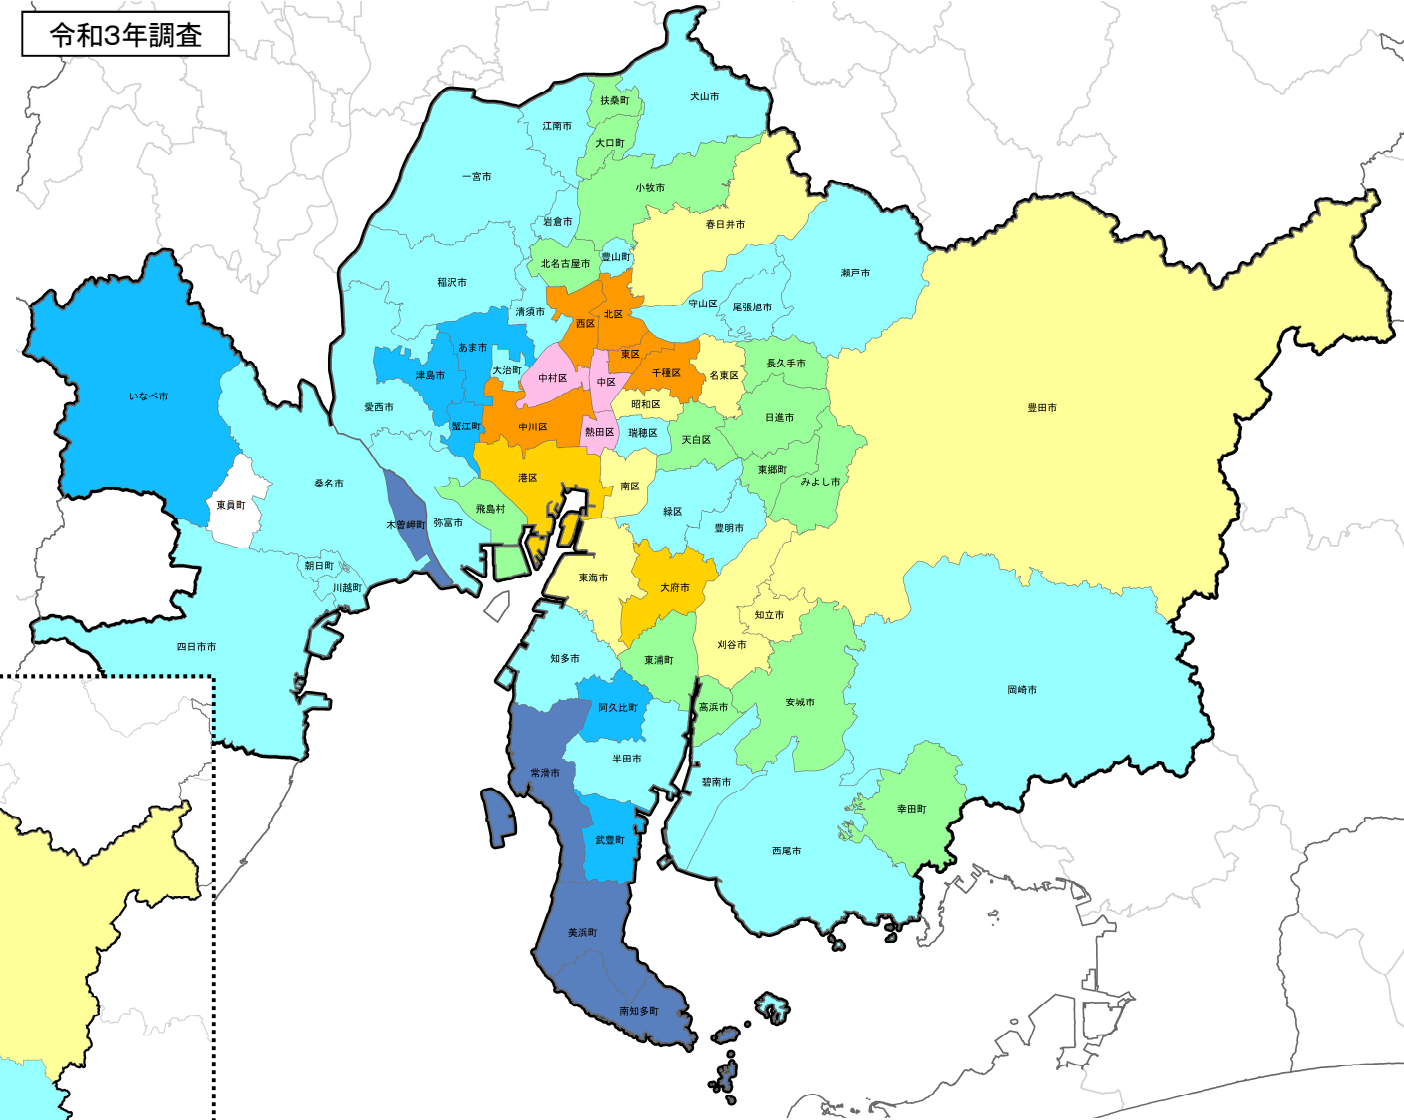 令和3年調査
犬山市
扶桑町
江南市
大口町
一宮市
小牧市
岩倉市
春日井市
豊山町
北名古屋市
瀬戸市
稲沢市
守山区
尾張旭市
清須市
北区
西区
あま市
東区
長久手市
大治町
千種区
津島市
名東区
中村区
中区
いなべ市
昭和区
愛西市
豊田市
日進市
蟹江町
中川区
熱田区
瑞穂区
天白区
東郷町
港区
みよし市
桑名市
南区
東員町
飛島村
緑区
木曽岬町
弥富市
豊明市
朝日町
東海市
川越町
大府市
知立市
四日市市
刈谷市
知多市
東浦町
岡崎市
安城市
阿久比町
高浜市
半田市
常滑市
碧南市
幸田町
武豊町
西尾市
美浜町
南知多町